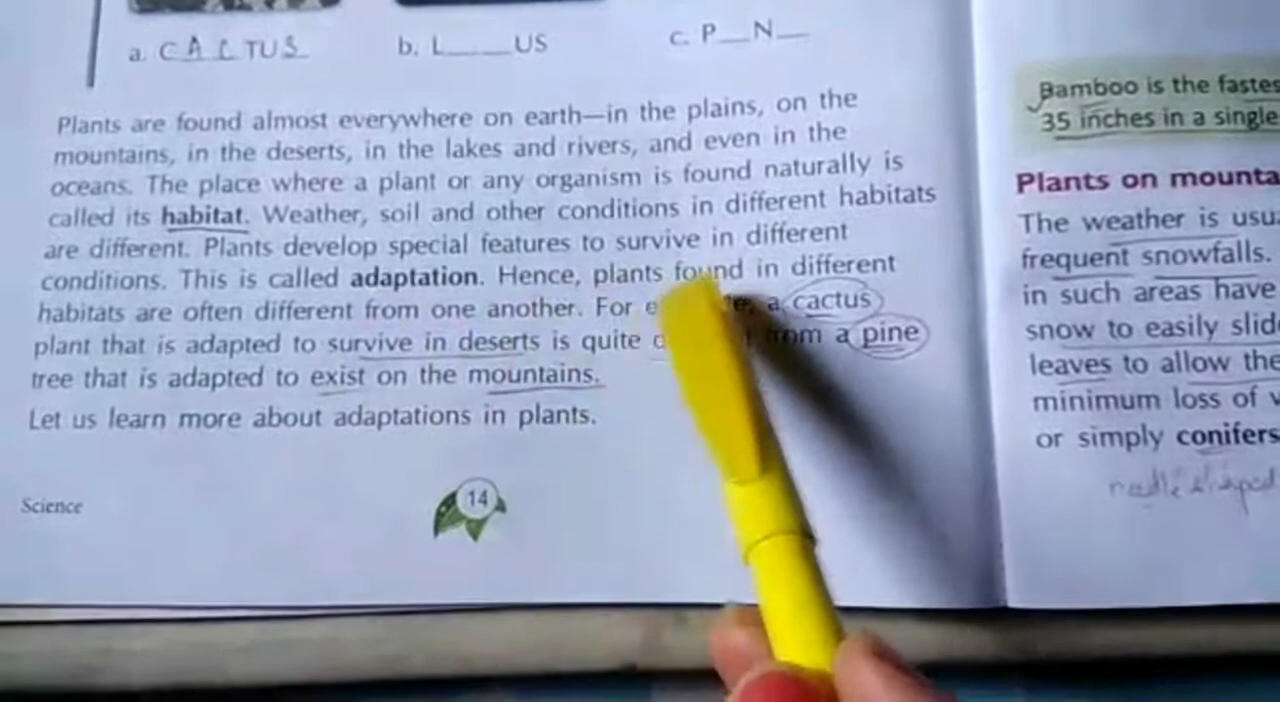 a. CACTUS b. L____US c. P__N__
Plants are found almost everywhere on earth—in the plains, on the
mountains, in the deserts, in the lakes and rivers, and even in the
oceans. The place where a plant or any organism is found naturally is
called its habitat. Weather, soil and other conditions in different habitats
are different. Plants develop special features to survive in different
conditions. This is called adaptation. Hence, plants found in different
habitats are often different from one another. For a cactus
plant that is adapted to survive in deserts is quite from a pine
tree that is adapted to exist on the mountains.
Let us learn more about adaptations in plants.
Science
14
Bamboo is the fastes
35 inches in a single
Plants on mounta
The weather is usu
frequent snowfalls.
in such areas have
snow to easily slid
leaves to allow the
minimum loss of
or simply conifers